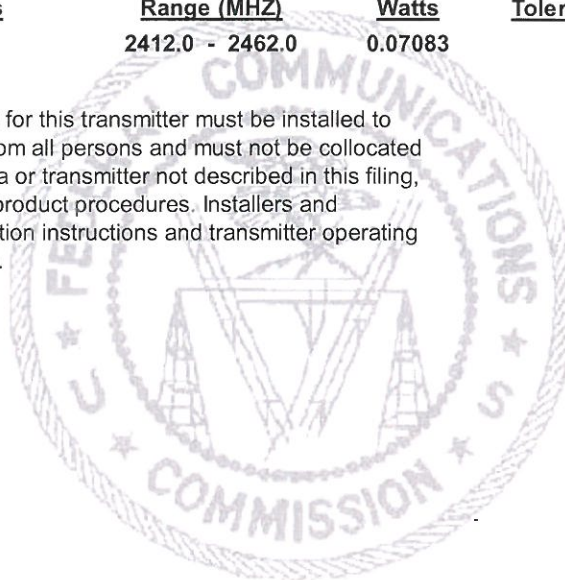 Range (MHZ) Watts
2412.0 - 2462.0 0.07083
for this transmitter must be installed to
om all persons and must not be collocated
a or transmitter not described in this filing,
product procedures. Installers and
tion instructions and transmitter operating
FEDERAL COMMUNICATIONS
U S
COMMISSION